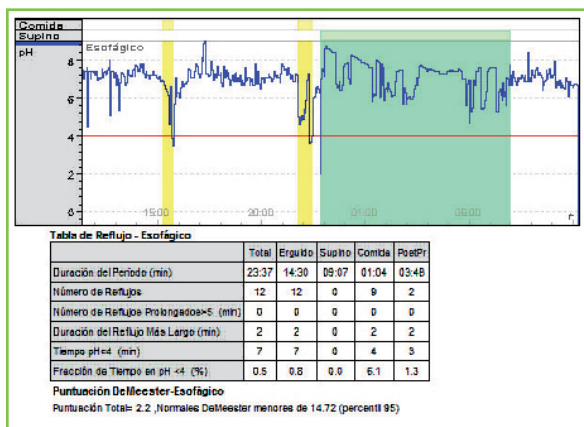 Comida
Supino
pH
Esofágico
8
6
4
2
0
15:00
20:00
01:00
06:00
Tabla de Reflujo - Esofágico
Total Erguido Supino Comida PostPr
Duración del Período (min) 23:37 14:30 09:07 01:04 03:48
Número de Reflujos 12 12 0 9 2
Número de Reflujos Prolongados>5 (min) 0 0 0 0 0
Duración del Reflujo Más Largo (min) 2 2 0 2 2
Tiempo pH<4 (min) 7 7 0 4 3
Fracción de Tiempo en pH <4 (%) 0.5 0.8 0.0 6.1 1.3
Puntuación DeMeester-Esofágico
Puntuación Total= 2.2 ,Normales DeMeester menores de 14.72 (percentil 95)